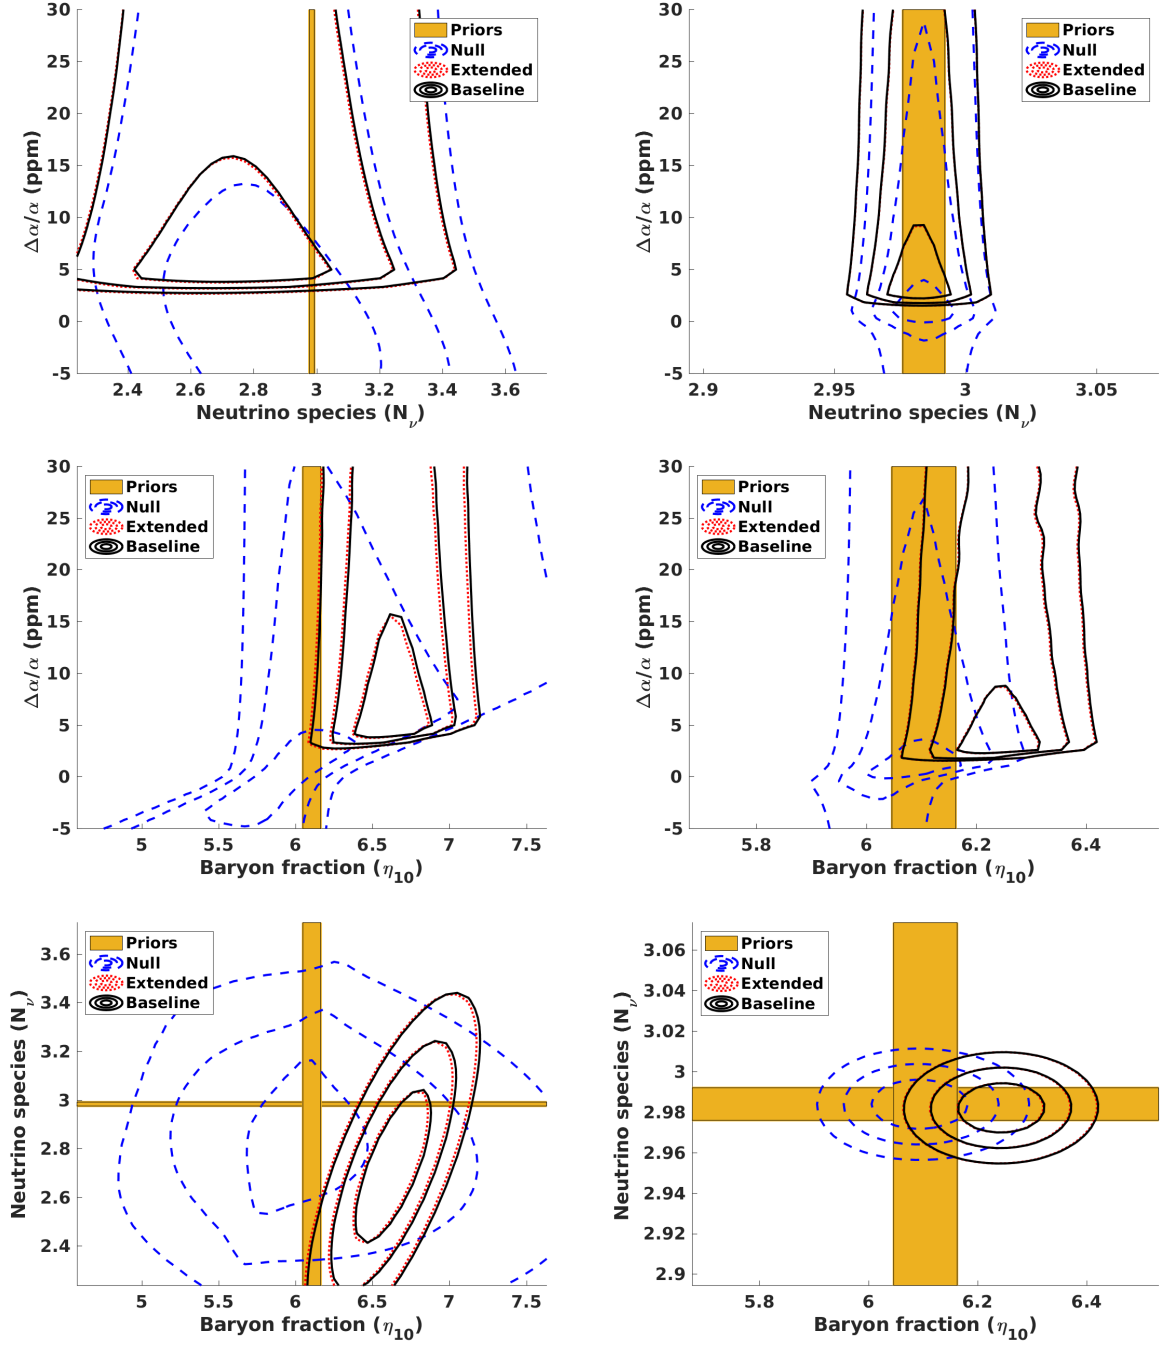 30
25
20
15
10
5
0
-5
Δα/α (ppm)
2.4 2.6 2.8 3 3.2 3.4 3.6
Neutrino species (Nν)
Priors
Null
Extended
Baseline
30
25
20
15
10
5
0
-5
Δα/α (ppm)
2.9 2.95 3 3.05
Neutrino species (Nν)
Priors
Null
Extended
Baseline
30
25
20
15
10
5
0
-5
Δα/α (ppm)
5 5.5 6 6.5 7 7.5
Baryon fraction (η10)
Priors
Null
Extended
Baseline
30
25
20
15
10
5
0
-5
Δα/α (ppm)
5.8 6 6.2 6.4
Baryon fraction (η10)
Priors
Null
Extended
Baseline
3.6
3.4
3.2
3
2.8
2.6
2.4
Neutrino species (Nν)
5 5.5 6 6.5 7 7.5
Baryon fraction (η10)
Priors
Null
Extended
Baseline
3.06
3.04
3.02
3
2.98
2.96
2.94
2.92
2.9
Neutrino species (Nν)
5.8 6 6.2 6.4
Baryon fraction (η10)
Priors
Null
Extended
Baseline